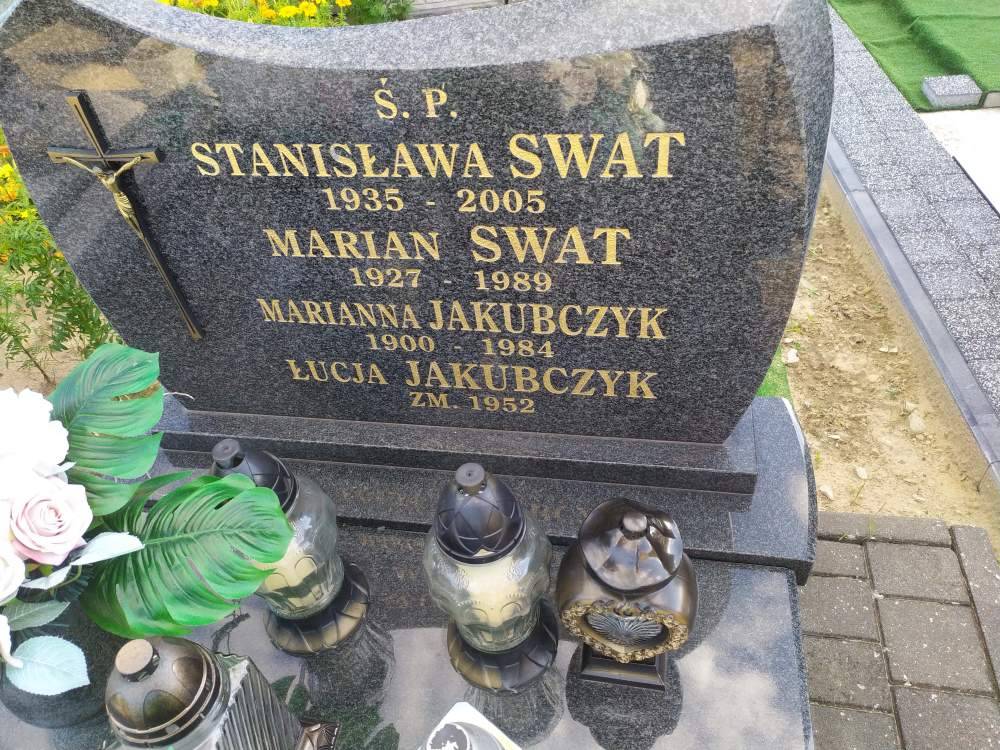 Ś. P.
STANISŁAWA SWAT
1935 - 2005
MARIAN SWAT
1927 - 1989
MARIANNA JAKUBCZYK
1900 - 1984
ŁUCJA JAKUBCZYK
ZM. 1952